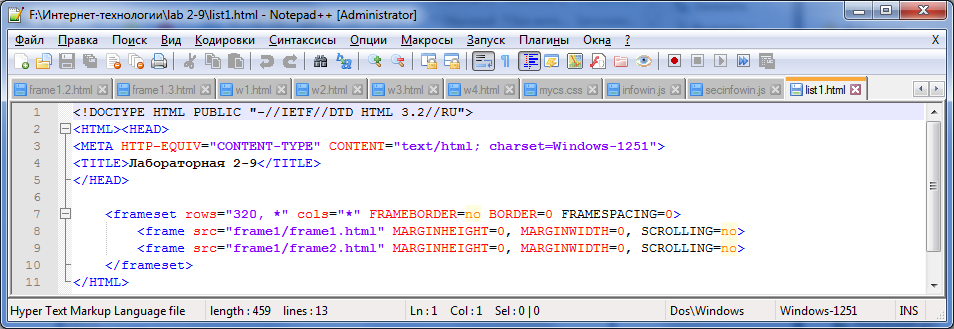 F:\Интернет-технологии\lab 2-9\list1.html - Notepad++ [Administrator]
Файл Правка Поиск Вид Кодировки Синтаксисы Опции Макросы Запуск Плагины Окна ? X
frame1.2.html frame1.3.html w1.html w2.html w3.html w4.html mycs.css infowin.js secinfowin.js list1.html
1 <!DOCTYPE HTML PUBLIC "-//IETF//DTD HTML 3.2//RU">
2 <HTML><HEAD>
3 <META HTTP-EQUIV="CONTENT-TYPE" CONTENT="text/html; charset=Windows-1251">
4 <TITLE>Лабораторная 2-9</TITLE>
5 </HEAD>
6
7 <frameset rows="320, *" cols="*" FRAMEBORDER=no BORDER=0 FRAMESPACING=0>
8 <frame src="frame1/frame1.html" MARGINHEIGHT=0, MARGINWIDTH=0, SCROLLING=no>
9 <frame src="frame1/frame2.html" MARGINHEIGHT=0, MARGINWIDTH=0, SCROLLING=no>
10 </frameset>
11 </HTML>
Hyper Text Markup Language file length : 459 lines : 13 Ln : 1 Col : 1 Sel : 0 | 0 Dos\Windows Windows-1251 INS